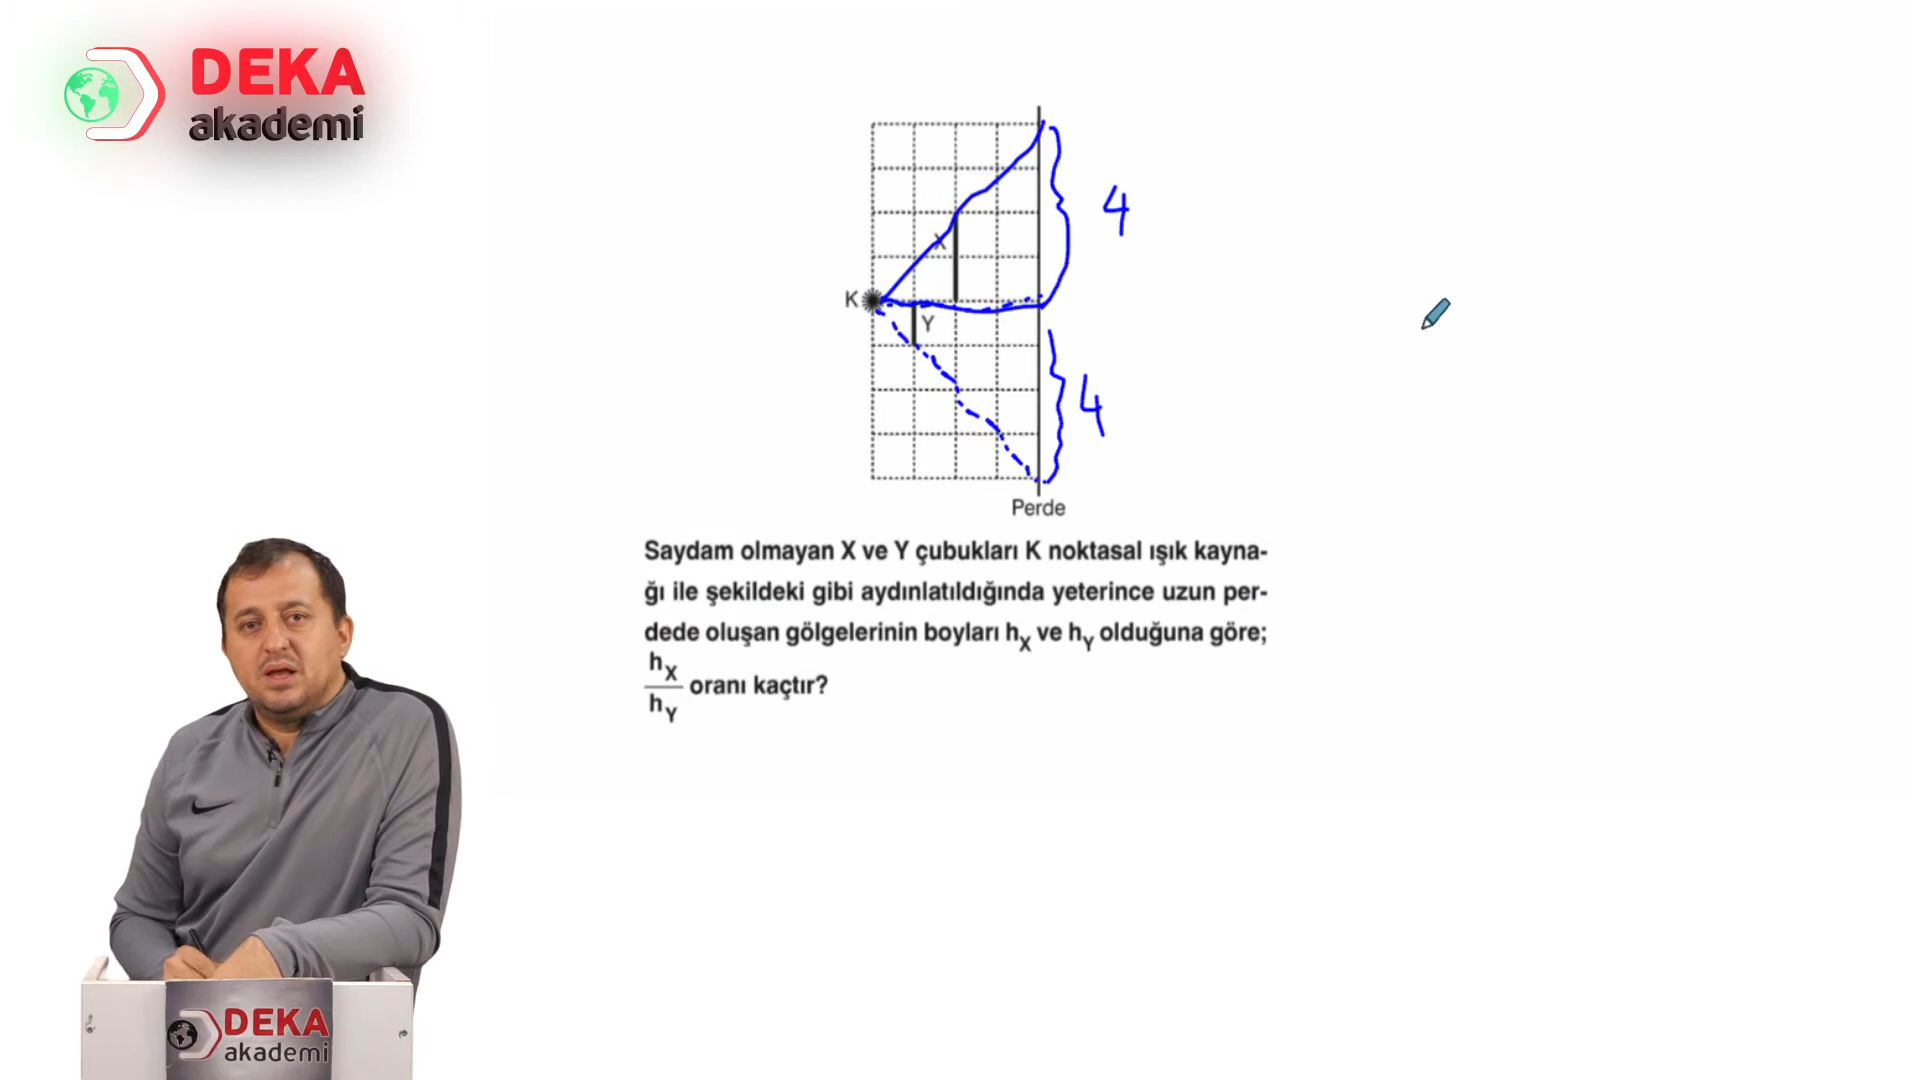 DEKA
akademi
4
X
K
Y
4
Perde
Saydam olmayan X ve Y çubukları K noktasal ışık kayna-
ğı ile şekildeki gibi aydınlatıldığında yeterince uzun per-
dede oluşan gölgelerinin boyları hX ve hY olduğuna göre;
hX
hY
oranı kaçtır?
DEKA
akademi